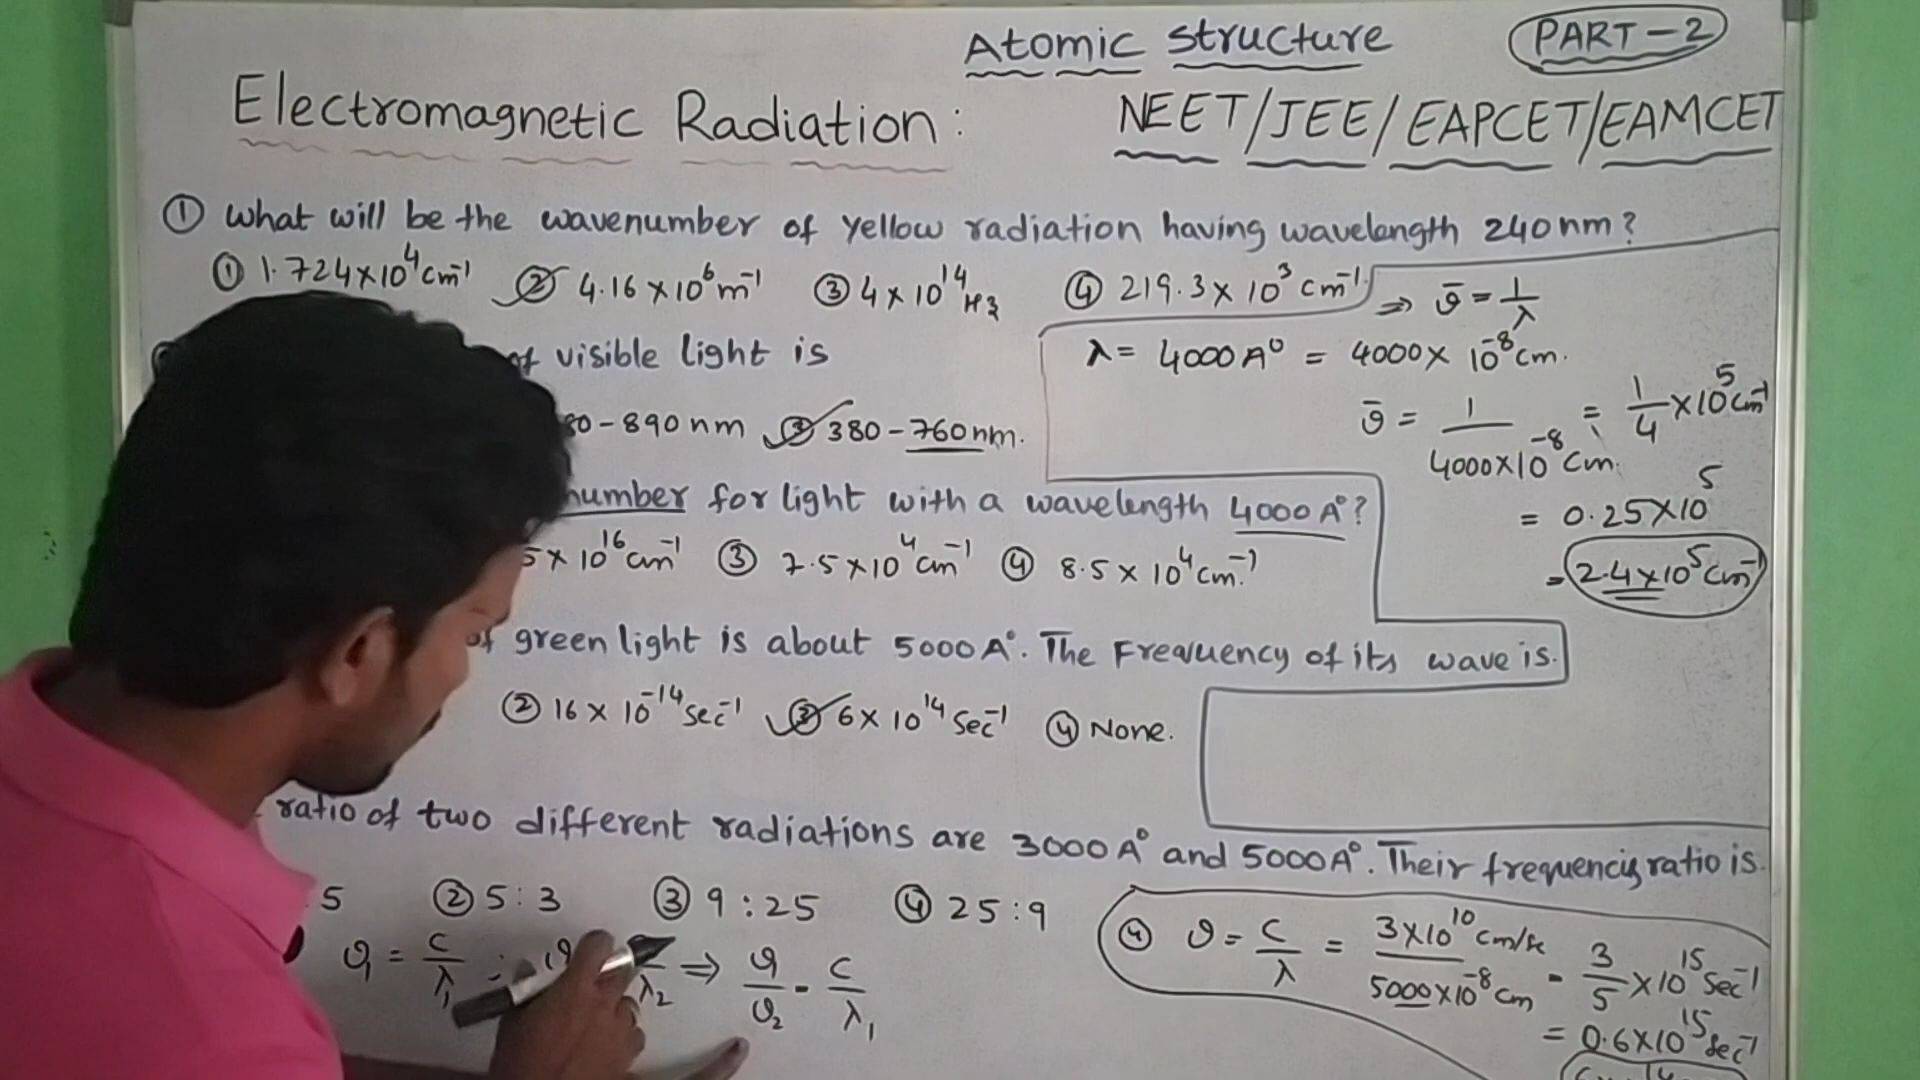 Atomic structure PART-2
Electromagnetic Radiation: NEET/JEE/EAPCET/EAMCET
① what will be the wavenumber of yellow radiation having wavelength 240nm?
① 1.724×10⁴cm⁻¹ ② 4.16×10⁶m⁻¹ ③ 4×10¹⁴Hz ④ 219.3×10³cm⁻¹
⇒ ῡ = 1/λ
of visible light is
λ = 4000A° = 4000×10⁻⁸cm.
80-890nm ③ 380-760nm.
ῡ = 1/4000×10⁻⁸cm. = 1/4×10⁵cm⁻¹
number for light with a wavelength 4000A°?
= 0.25×10⁵
5×10¹⁶cm⁻¹ ③ 7.5×10⁴cm⁻¹ ④ 8.5×10⁴cm⁻¹.
= 2.4×10⁵cm⁻¹
of green light is about 5000A°. The Frequency of its wave is.
② 16×10⁻¹⁴sec⁻¹ ③ 6×10¹⁴sec⁻¹ ④ None.
ratio of two different radiations are 3000A° and 5000A°. Their frequencies ratio is.
5 ② 5:3 ③ 9:25 ④ 25:9
ν₁ = c/λ₁ ; λ₂ ⇒ ν/ν₂ = c/λ₁
④ ν = c/λ = 3×10¹⁰cm/se/5000×10⁻⁸cm = 3/5×10¹⁵sec⁻¹
= 0.6×10¹⁵sec⁻¹